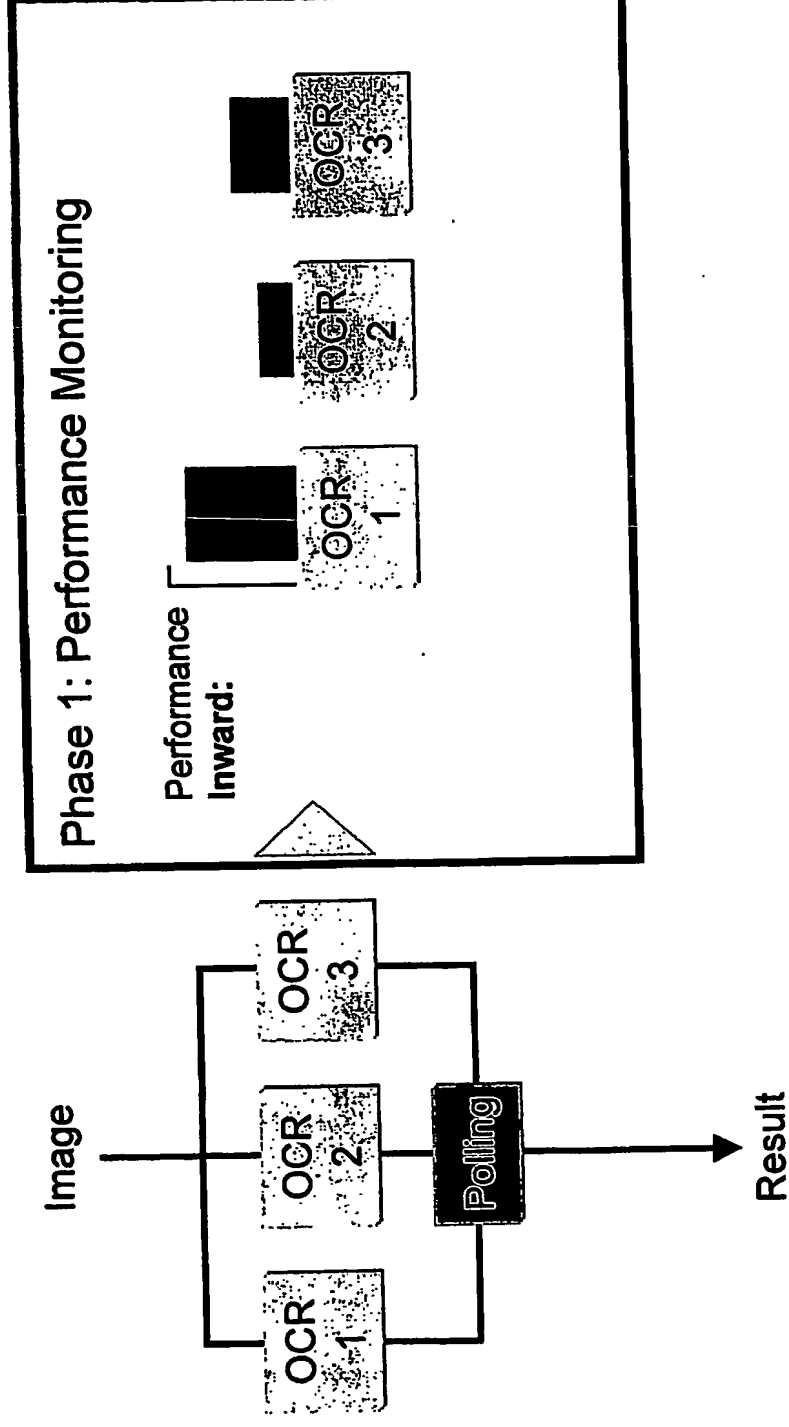 Image
OCR
1
OCR
2
OCR
3
Polling
Result
Phase 1: Performance Monitoring
Performance
Inward:
OCR
1
OCR
2
OCR
3